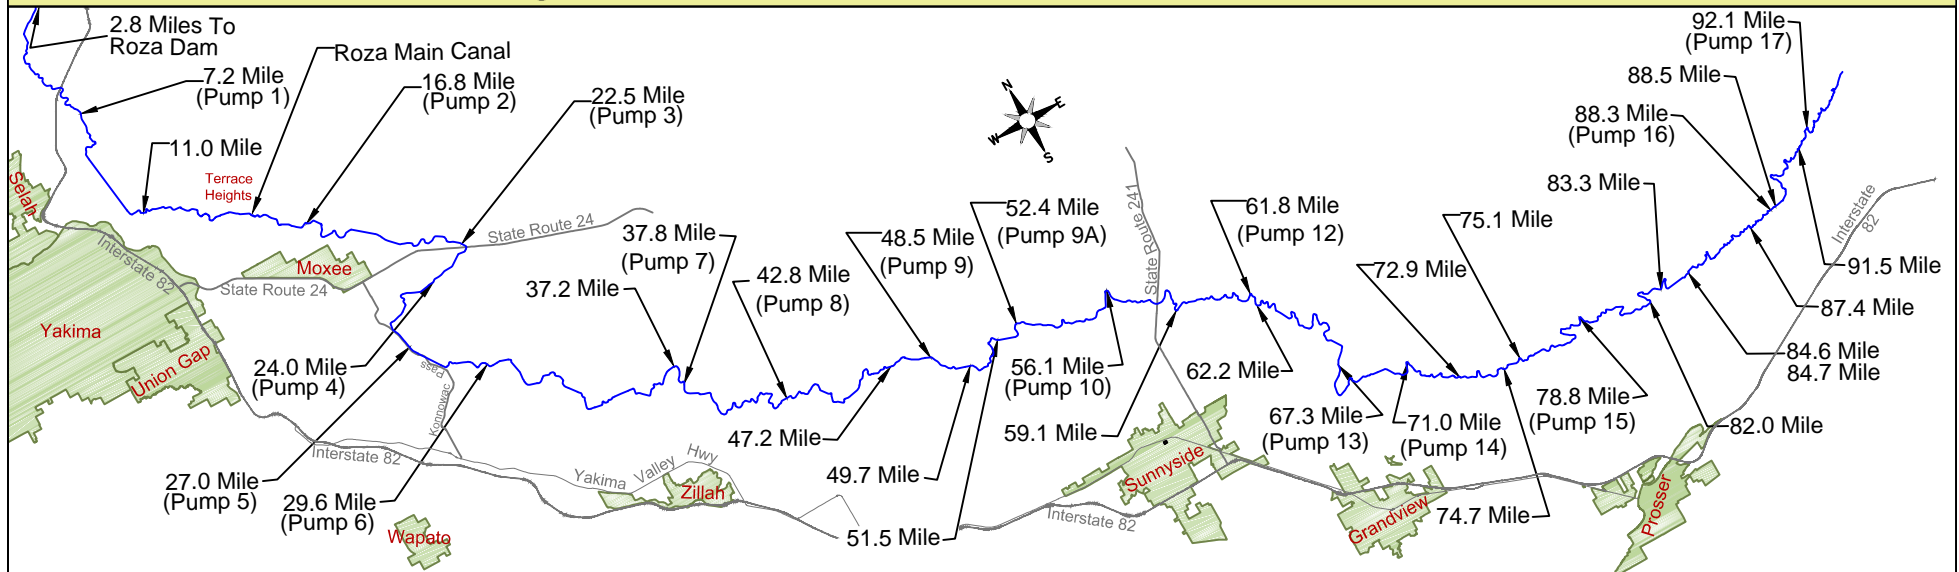 2.8 Miles To
Roza Dam
7.2 Mile
(Pump 1)
11.0 Mile
Roza Main Canal
16.8 Mile
(Pump 2)
22.5 Mile
(Pump 3)
Terrace
Heights
Selah
Interstate 82
Moxee
State Route 24
State Route 24
Yakima
Union Gap
24.0 Mile
(Pump 4)
27.0 Mile
(Pump 5)
29.6 Mile
(Pump 6)
Konnowac
Pass
Interstate 82
Wapato
Yakima Valley Hwy
Zillah
37.2 Mile
37.8 Mile
(Pump 7)
42.8 Mile
(Pump 8)
47.2 Mile
48.5 Mile
(Pump 9)
49.7 Mile
51.5 Mile
N
E
W
S
52.4 Mile
(Pump 9A)
56.1 Mile
(Pump 10)
59.1 Mile
State Route 241
61.8 Mile
(Pump 12)
62.2 Mile
Sunnyside
Interstate 82
67.3 Mile
(Pump 13)
71.0 Mile
(Pump 14)
72.9 Mile
74.7 Mile
75.1 Mile
Grandview
78.8 Mile
(Pump 15)
82.0 Mile
83.3 Mile
84.6 Mile
84.7 Mile
87.4 Mile
88.3 Mile
(Pump 16)
88.5 Mile
91.5 Mile
92.1 Mile
(Pump 17)
Interstate
82
Prosser